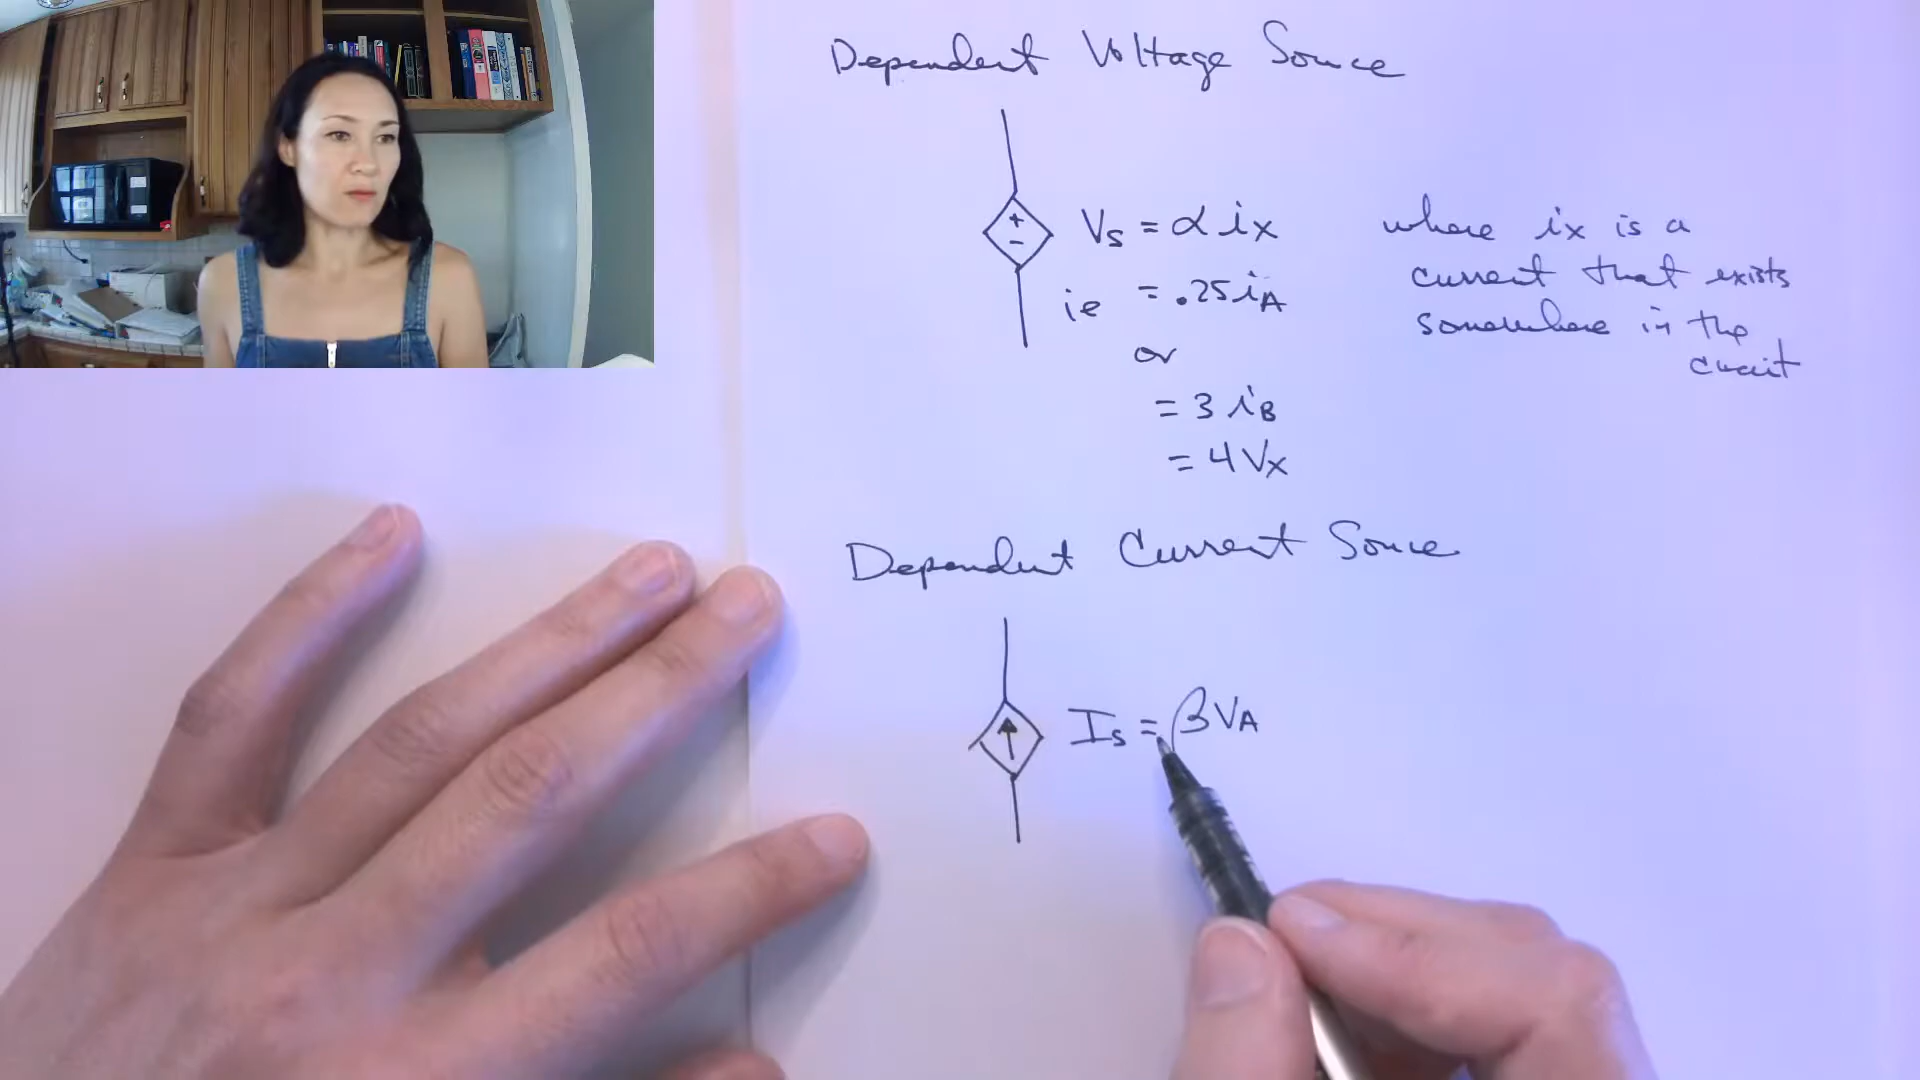 Dependent Voltage Source
Vs = α ix
ie = .25 iA
or
= 3 iB
= 4 Vx
where ix is a
current that exists
somewhere in the
circuit
Dependent Current Source
Is = β VA